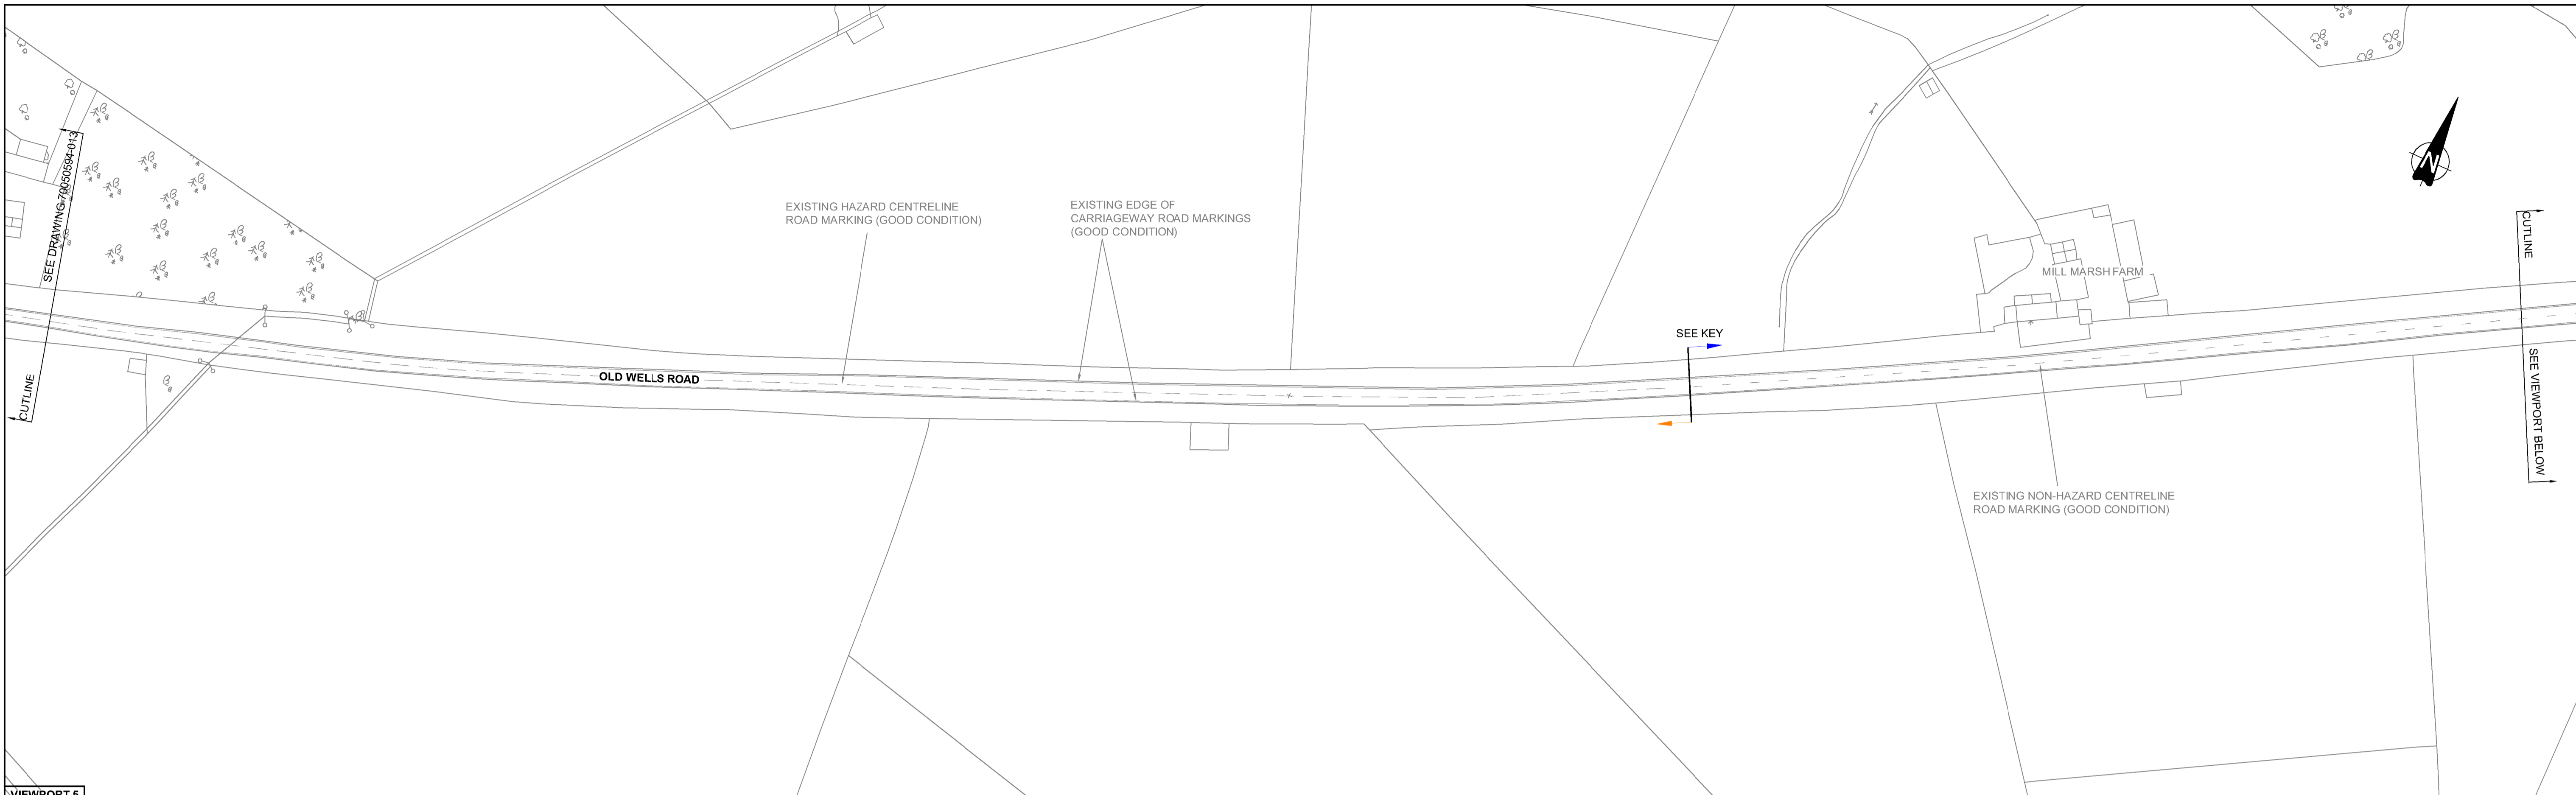 SEE DRAWING 70050594-013
CUTLINE
EXISTING HAZARD CENTRELINE
ROAD MARKING (GOOD CONDITION)
EXISTING EDGE OF
CARRIAGEWAY ROAD MARKINGS
(GOOD CONDITION)
OLD WELLS ROAD
SEE KEY
MILL MARSH FARM
EXISTING NON-HAZARD CENTRELINE
ROAD MARKING (GOOD CONDITION)
N
CUTLINE
SEE VIEWPORT BELOW
VIEWPORT 5